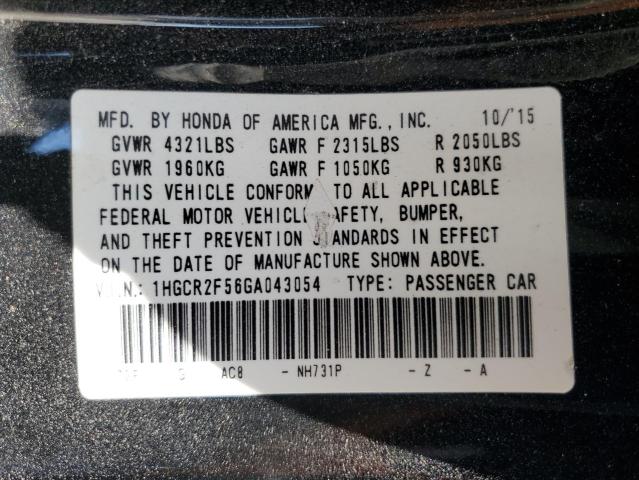 MFD. BY HONDA OF AMERICA MFG., INC. 10/'15
GVWR 4321LBS GAWR F 2315LBS R 2050LBS
GVWR 1960KG GAWR F 1050KG R 930KG
THIS VEHICLE CONFORM TO ALL APPLICABLE
FEDERAL MOTOR VEHICLE AFETY, BUMPER,
AND THEFT PREVENTION S ANDARDS IN EFFECT
ON THE DATE OF MANUFACTURE SHOWN ABOVE.
V.I.N.: 1HGCR2F56GA043054 TYPE: PASSENGER CAR
AC8 - NH731P - Z - A